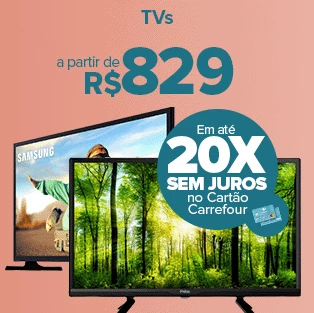 TVs
a partir de
R$829
SAMSUNG
Em até
20X
SEM JUROS
no Cartão
Carrefour